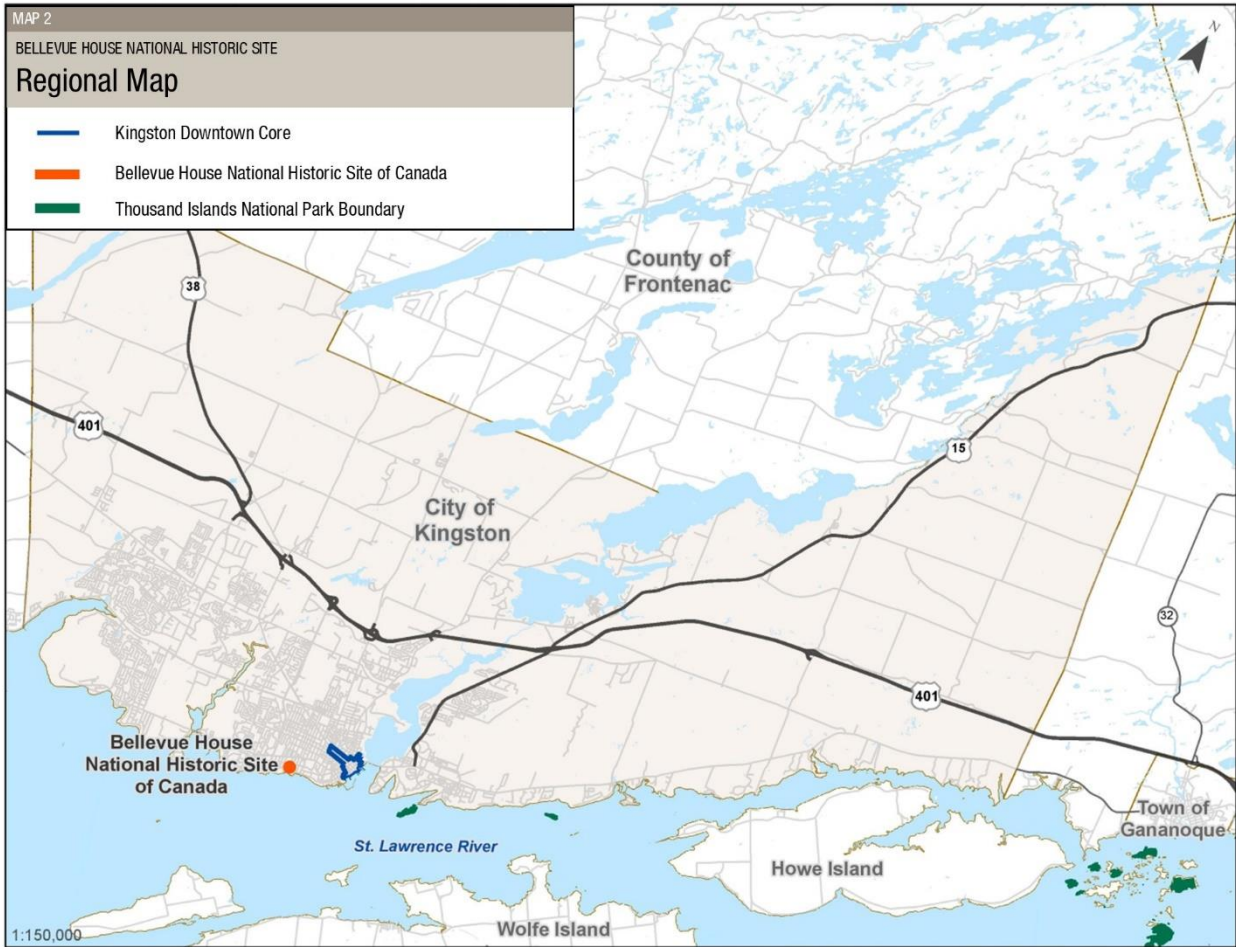 MAP 2
BELLEVUE HOUSE NATIONAL HISTORIC SITE
Regional Map
Kingston Downtown Core
Bellevue House National Historic Site of Canada
Thousand Islands National Park Boundary
N
County of
Frontenac
38
401
15
City of
Kingston
32
401
Bellevue House
National Historic Site
of Canada
Town of
Gananoque
St. Lawrence River
Howe Island
Wolfe Island
1:150,000